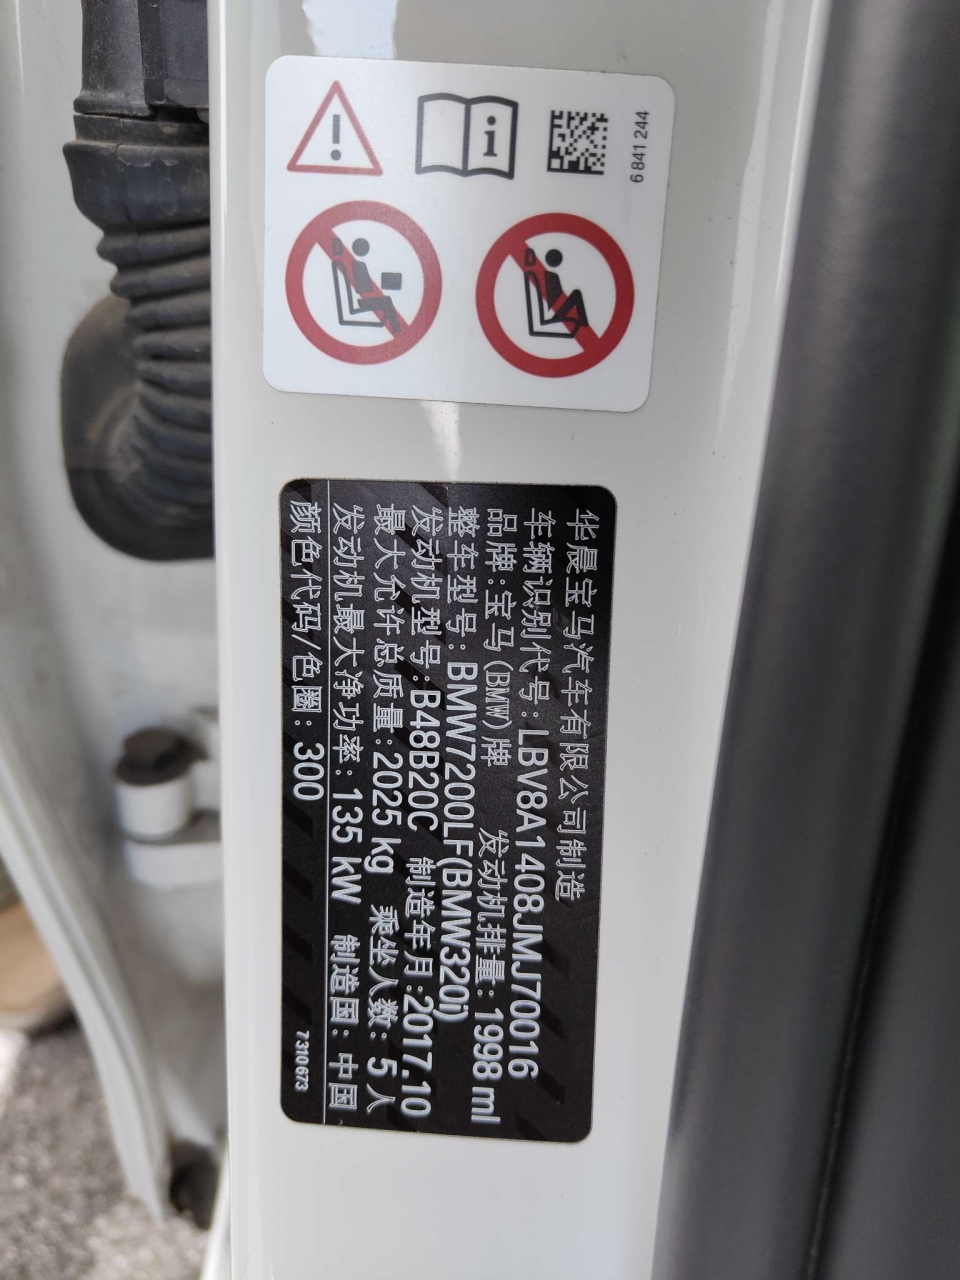 6 841 244
华晨宝马汽车有限公司制造
车辆识别代号:LBV8A1408JMJ70016
品牌:宝马(BMW)牌 发动机排量:1998 ml
整车型号:BMW7200LF(BMW320i)
发动机型号:B48B20C 制造年月:2017.10
最大允许总质量:2025 kg 乘坐人数:5人
发动机最大净功率:135 kW 制造国:中国
颜色代码/色圈:300 7310673